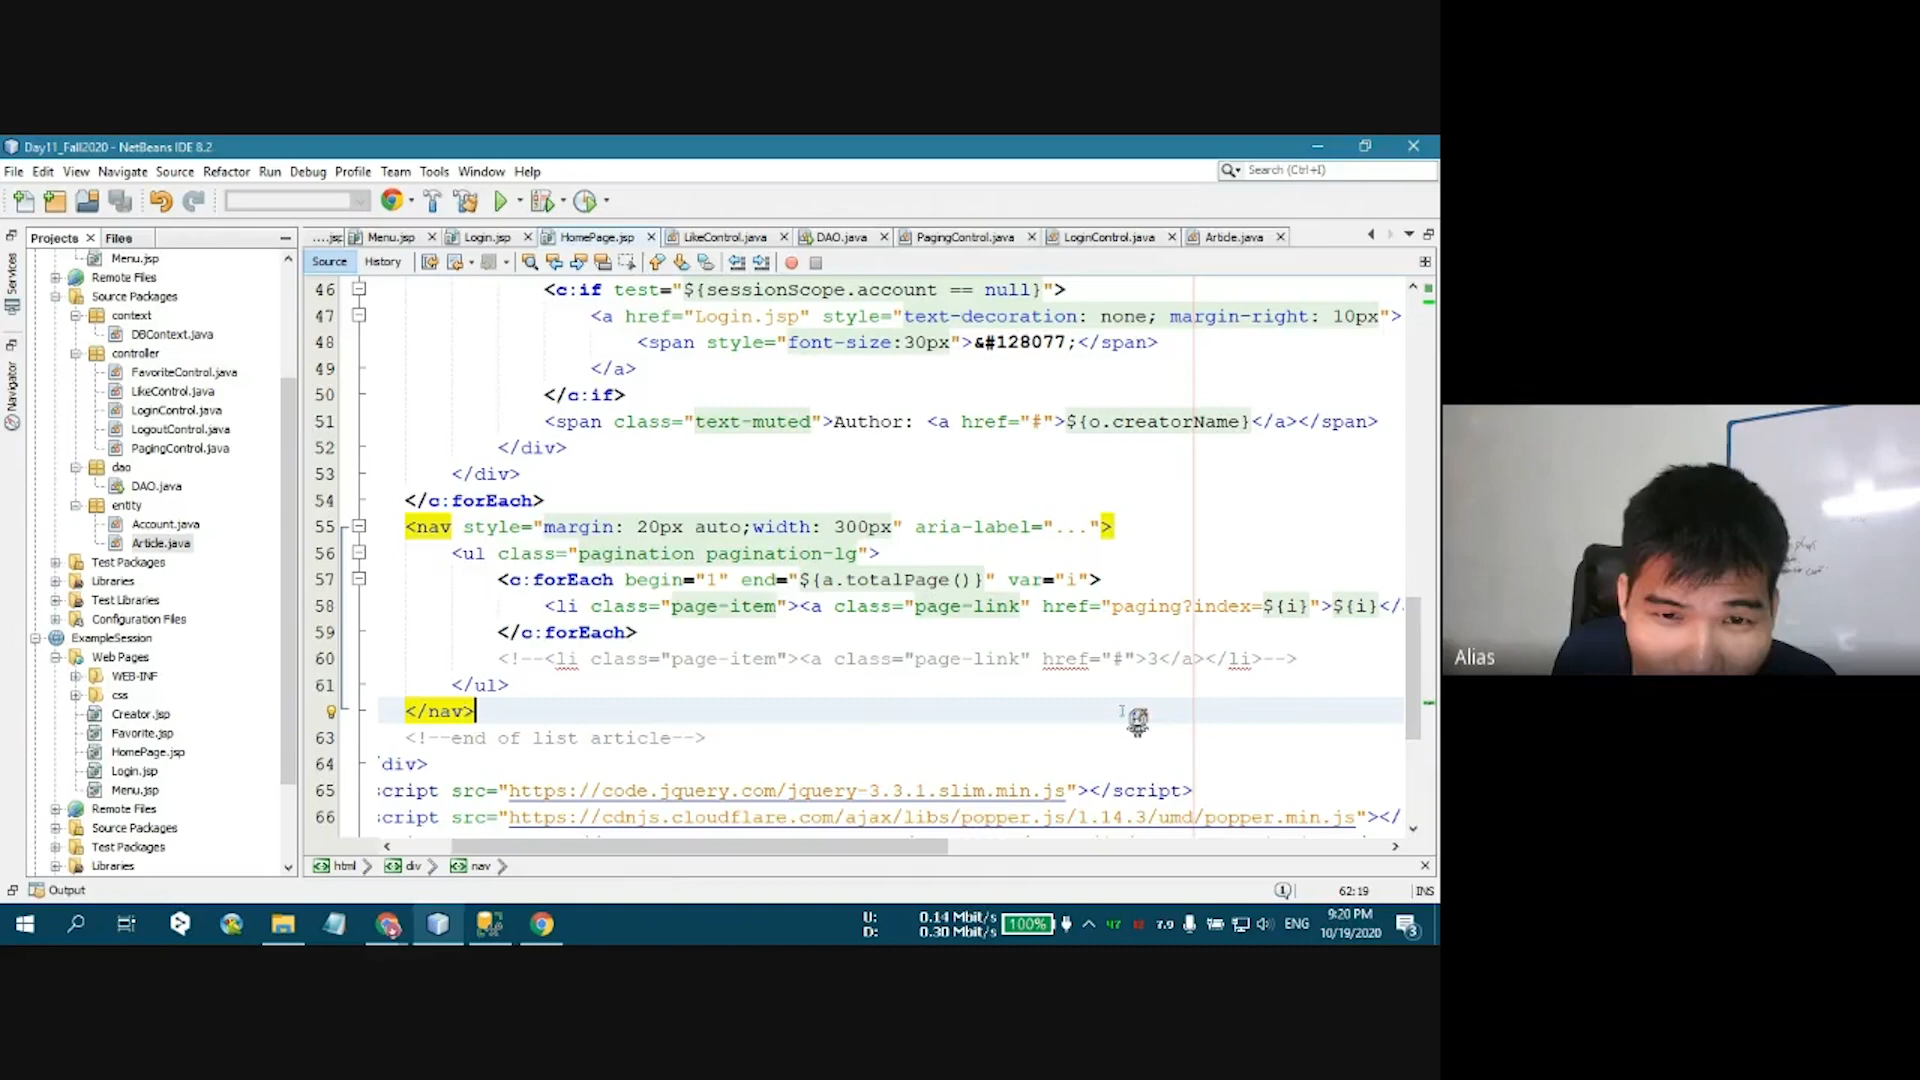 Day11_Fall2020 - NetBeans IDE 8.2
File Edit View Navigate Source Refactor Run Debug Profile Team Tools Window Help
Search (Ctrl+I)
Projects Files
....jsp Menu.jsp Login.jsp HomePage.jsp LikeControl.java DAO.java PagingControl.java LoginControl.java Article.java
Source History
Services
Navigator
Menu.jsp
Remote Files
Source Packages
context
DBContext.java
controller
FavoriteControl.java
LikeControl.java
LoginControl.java
LogoutControl.java
PagingControl.java
dao
DAO.java
entity
Account.java
Article.java
Test Packages
Libraries
Test Libraries
Configuration Files
ExampleSession
Web Pages
WEB-INF
css
Creator.jsp
Favorite.jsp
HomePage.jsp
Login.jsp
Menu.jsp
Remote Files
Source Packages
Test Packages
Libraries
46 <c:if test="${sessionScope.account == null}">
47 <a href="Login.jsp" style="text-decoration: none; margin-right: 10px">
48 <span style="font-size:30px">&#128077;</span>
49 </a>
50 </c:if>
51 <span class="text-muted">Author: <a href="#">${o.creatorName}</a></span>
52 </div>
53 </div>
54 </c:forEach>
55 <nav style="margin: 20px auto;width: 300px" aria-label="...">
56 <ul class="pagination pagination-lg">
57 <c:forEach begin="1" end="${a.totalPage()}" var="i">
58 <li class="page-item"><a class="page-link" href="paging?index=${i}">${i}</
59 </c:forEach>
60 <!--<li class="page-item"><a class="page-link" href="#">3</a></li>-->
61 </ul>
</nav>
63 <!--end of list article-->
64 div>
65 script src="https://code.jquery.com/jquery-3.3.1.slim.min.js"></script>
66 script src="https://cdnjs.cloudflare.com/ajax/libs/popper.js/1.14.3/umd/popper.min.js"></
html div nav
Output
62:19 INS
U: 0.14 Mbit/s
D: 0.30 Mbit/s
100%
47
7.9
ENG
9:20 PM
10/19/2020
3
Alias